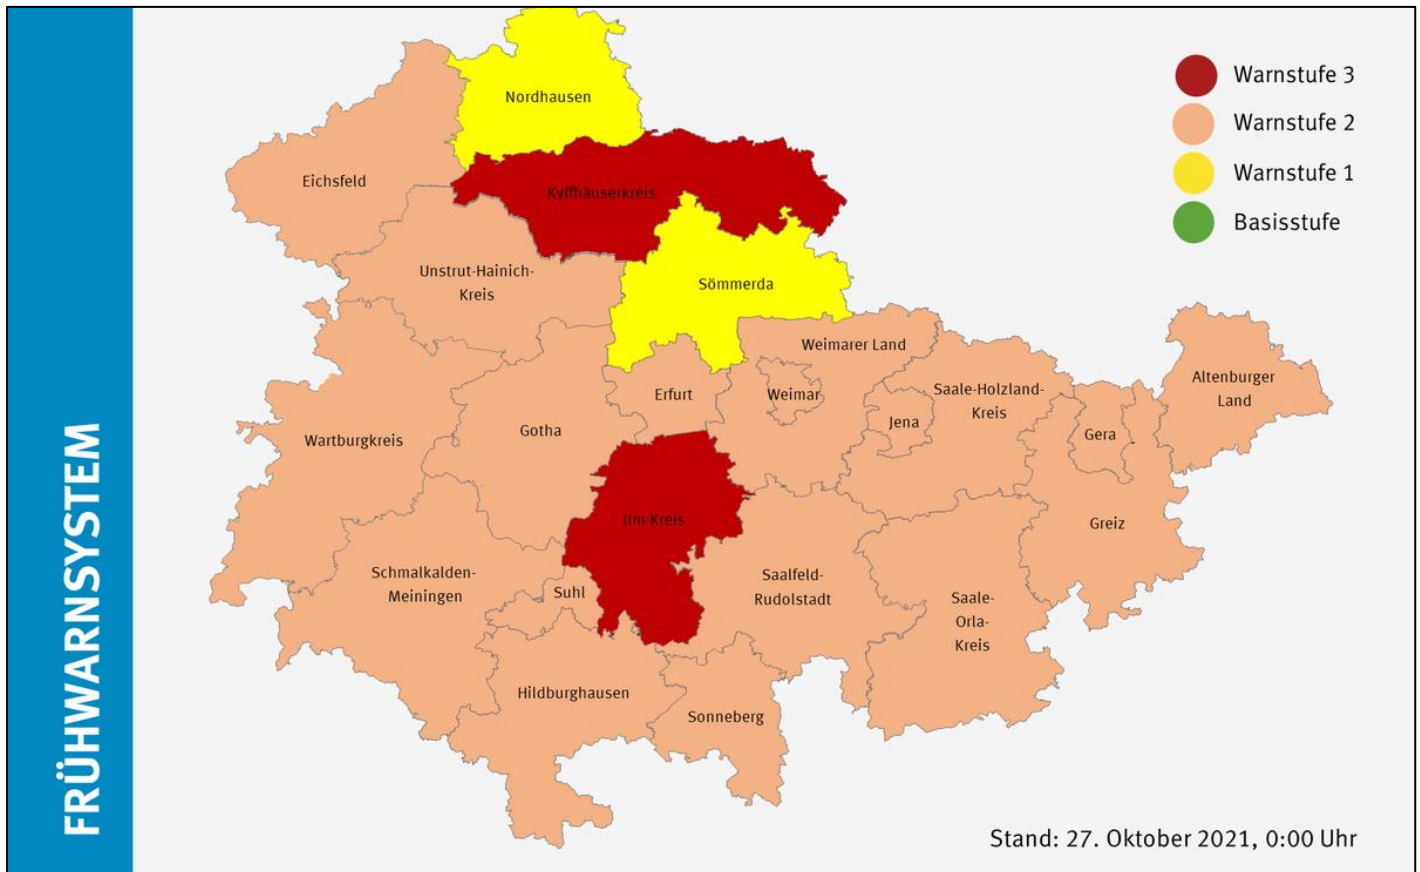 FRÜHWARNSYSTEM
Warnstufe 3
Warnstufe 2
Warnstufe 1
Basisstufe
Nordhausen
Eichsfeld
Kyffhäuserkreis
Unstrut-Hainich-
Kreis
Sömmerda
Weimarer Land
Altenburger
Land
Erfurt
Weimar
Saale-Holzland-
Kreis
Jena
Gera
Wartburgkreis
Gotha
Ilm-Kreis
Greiz
Schmalkalden-
Meiningen
Suhl
Saalfeld-
Rudolstadt
Saale-
Orla-
Kreis
Hildburghausen
Sonneberg
Stand: 27. Oktober 2021, 0:00 Uhr